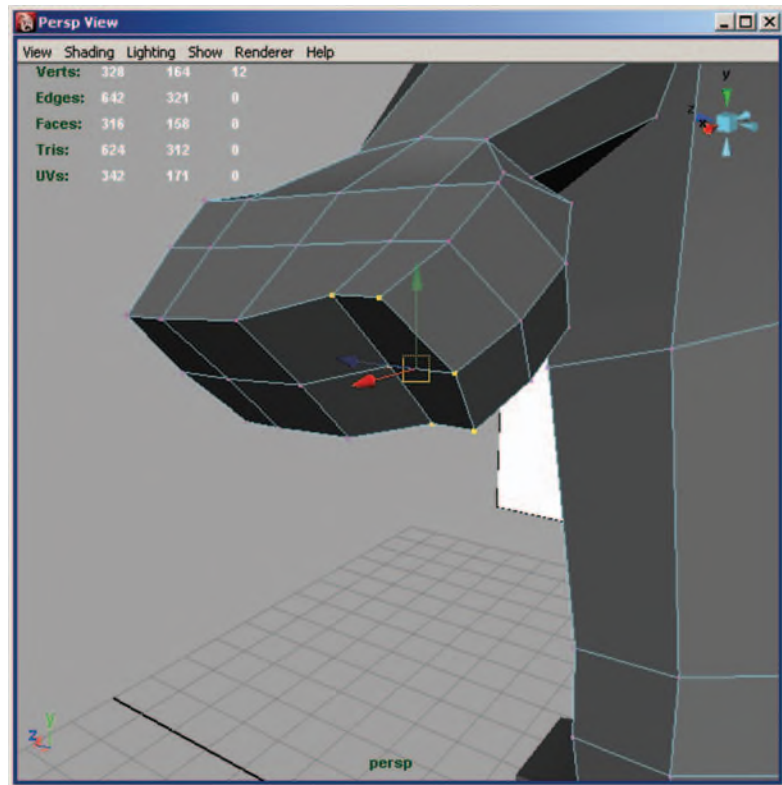 Persp View
View Shading Lighting Show Renderer Help
Verts: 328 164 12
Edges: 642 321 0
Faces: 316 158 0
Tris: 624 312 0
UVs: 342 171 0
y
z x
y
z
persp